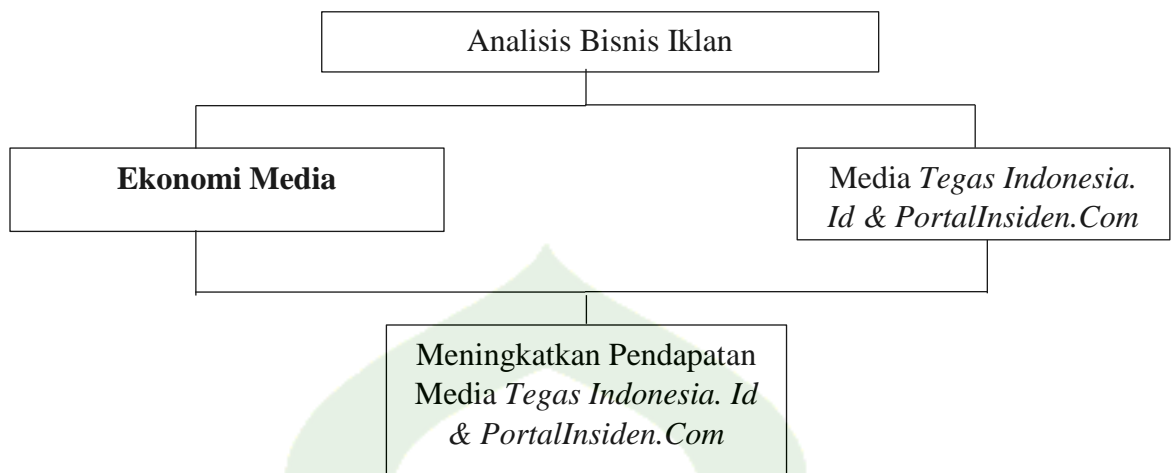 Analisis Bisnis Iklan
Ekonomi Media
Media Tegas Indonesia.
Id & PortalInsiden.Com
Meningkatkan Pendapatan
Media Tegas Indonesia. Id
& PortalInsiden.Com